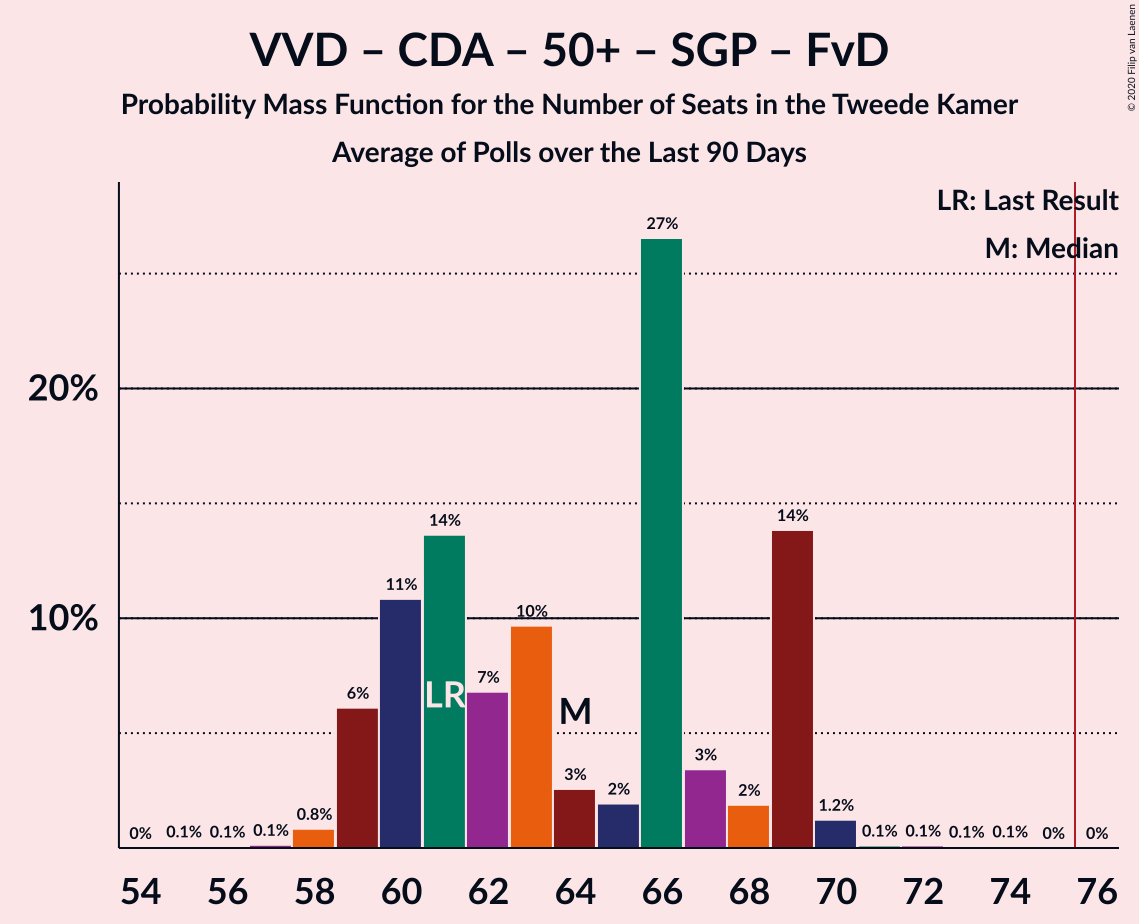 VVD – CDA – 50+ – SGP – FvD
Probability Mass Function for the Number of Seats in the Tweede Kamer
Average of Polls over the Last 90 Days
© 2020 Filip van Laenen
LR: Last Result
M: Median
20%
10%
0%
0.1%
0.1%
0.1%
0.8%
6%
11%
14%
7%
10%
3%
2%
27%
3%
2%
14%
1.2%
0.1%
0.1%
0.1%
0.1%
0%
0%
LR
M
54 56 58 60 62 64 66 68 70 72 74 76